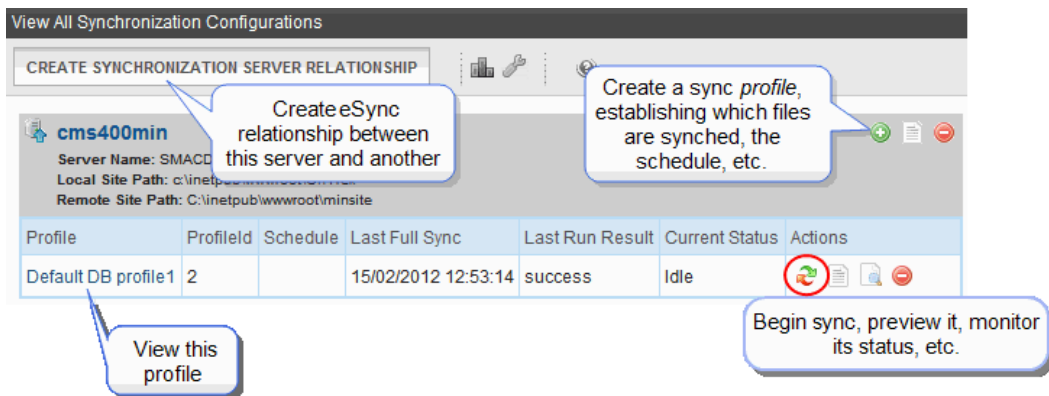 View All Synchronization Configurations
CREATE SYNCHRONIZATION SERVER RELATIONSHIP
Create eSync
relationship between
this server and another
Create a sync profile,
establishing which files
are synched, the
schedule, etc.
cms400min
Server Name: SMACD
Local Site Path: c:\inetpub\
Remote Site Path: C:\inetpub\wwwroot\minsite
Profile ProfileId Schedule Last Full Sync Last Run Result Current Status Actions
Default DB profile1 2 15/02/2012 12:53:14 success Idle
View this
profile
Begin sync, preview it, monitor
its status, etc.